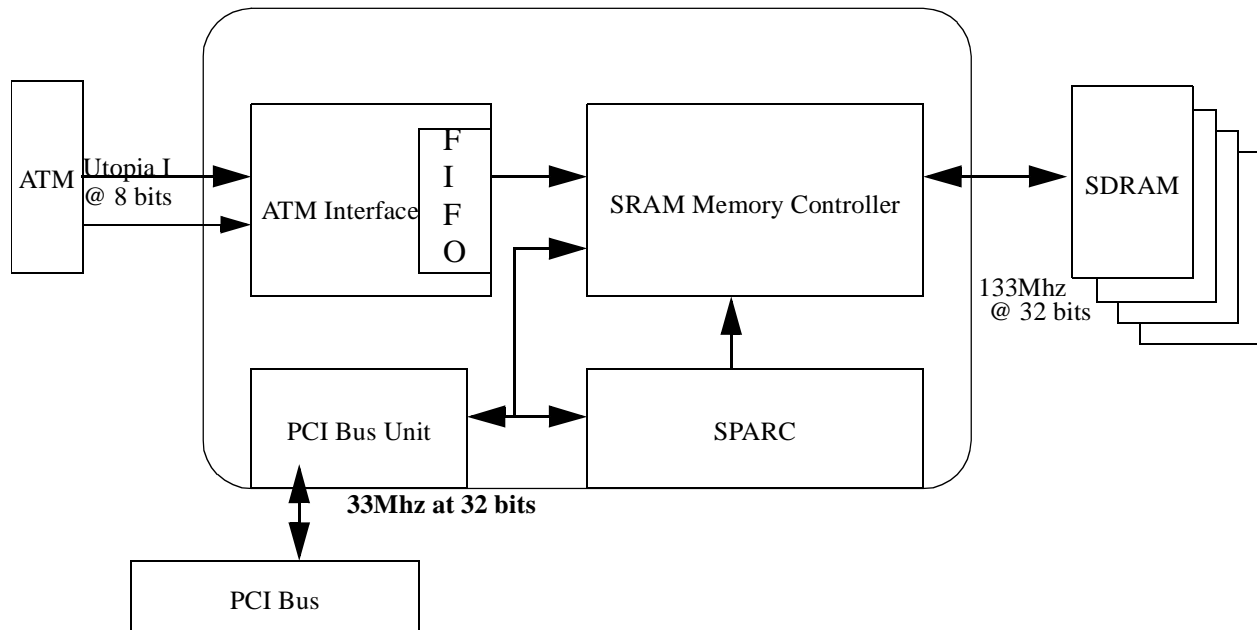 ATM
Utopia I
@ 8 bits
ATM Interface
F
I
F
O
SRAM Memory Controller
SDRAM
133Mhz
@ 32 bits
PCI Bus Unit
SPARC
33Mhz at 32 bits
PCI Bus